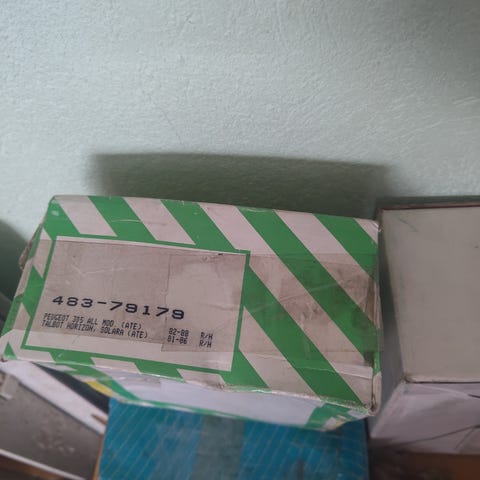 483-79179
PEUGEOT 305 ALL MOD. (ATE) 82-88 R/H
TALBOT HORIZON, SOLARA (ATE) 81-86 R/H